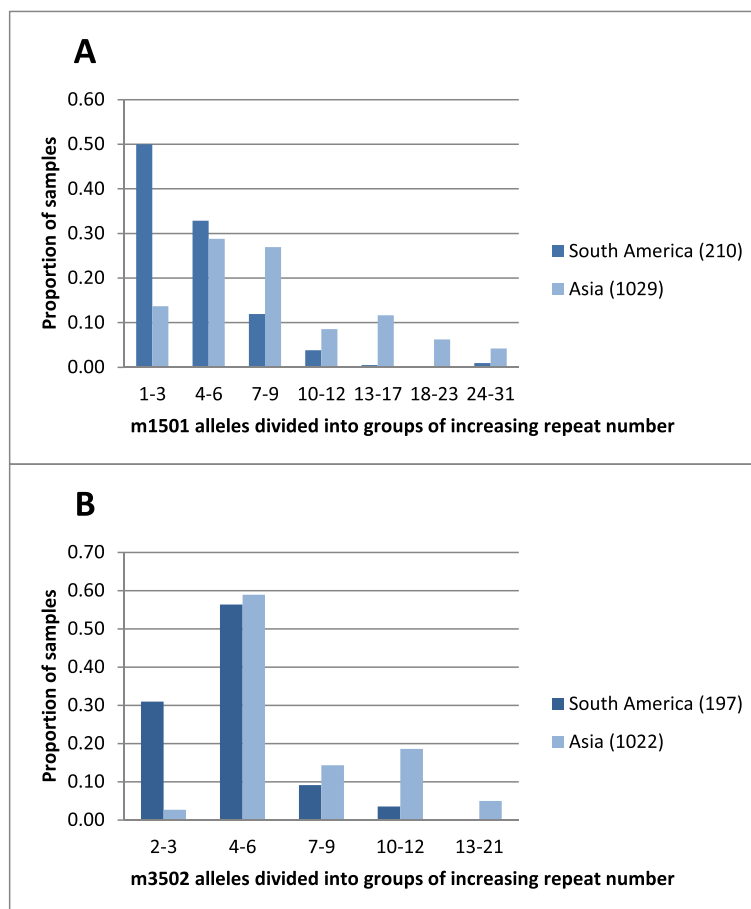 A
0.60
0.50
0.40
0.30
0.20
0.10
0.00
Proportion of samples
1-3 4-6 7-9 10-12 13-17 18-23 24-31
m1501 alleles divided into groups of increasing repeat number
South America (210)
Asia (1029)
B
0.70
0.60
0.50
0.40
0.30
0.20
0.10
0.00
Proportion of samples
2-3 4-6 7-9 10-12 13-21
m3502 alleles divided into groups of increasing repeat number
South America (197)
Asia (1022)